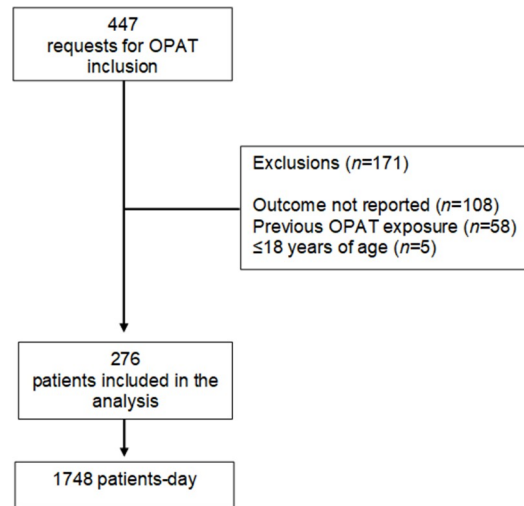 447
requests for OPAT
inclusion
Exclusions (n=171)
Outcome not reported (n=108)
Previous OPAT exposure (n=58)
≤18 years of age (n=5)
276
patients included in the
analysis
1748 patients-day